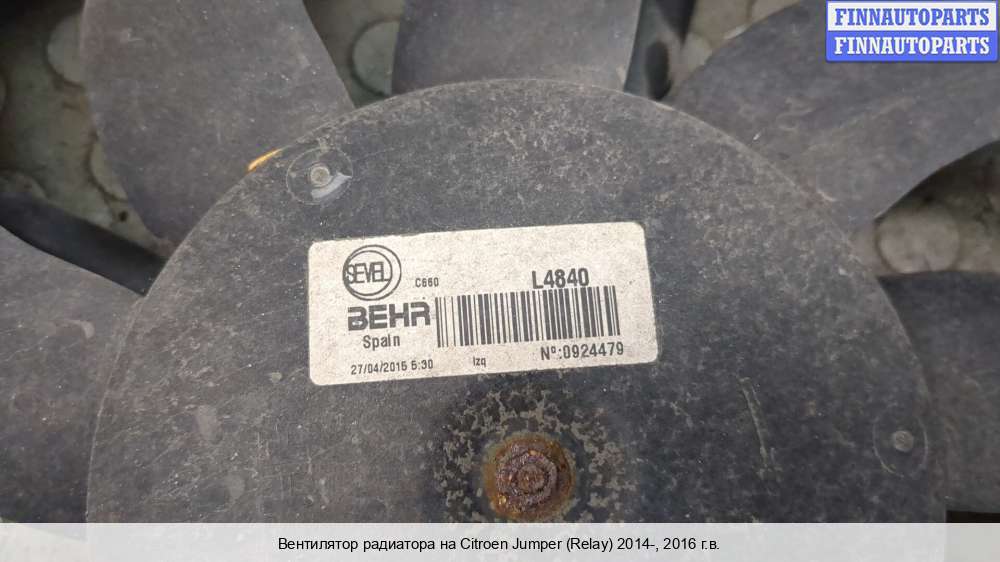 FINNAUTOPARTS
FINNAUTOPARTS
SEVEL
C660
L4840
BEHR
Spain
27/04/2015 5:30
Izq
Nº:0924479
Вентилятор радиатора на Citroen Jumper (Relay) 2014-, 2016 г.в.